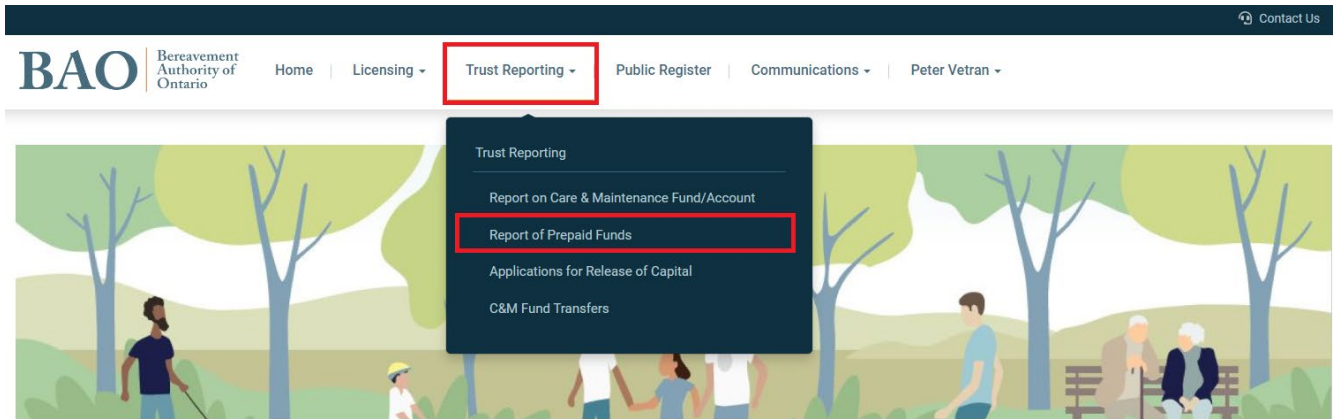 Contact Us
BAO
Bereavement
Authority of
Ontario
Home Licensing Trust Reporting Public Register Communications Peter Vetran
Trust Reporting
Report on Care & Maintenance Fund/Account
Report of Prepaid Funds
Applications for Release of Capital
C&M Fund Transfers